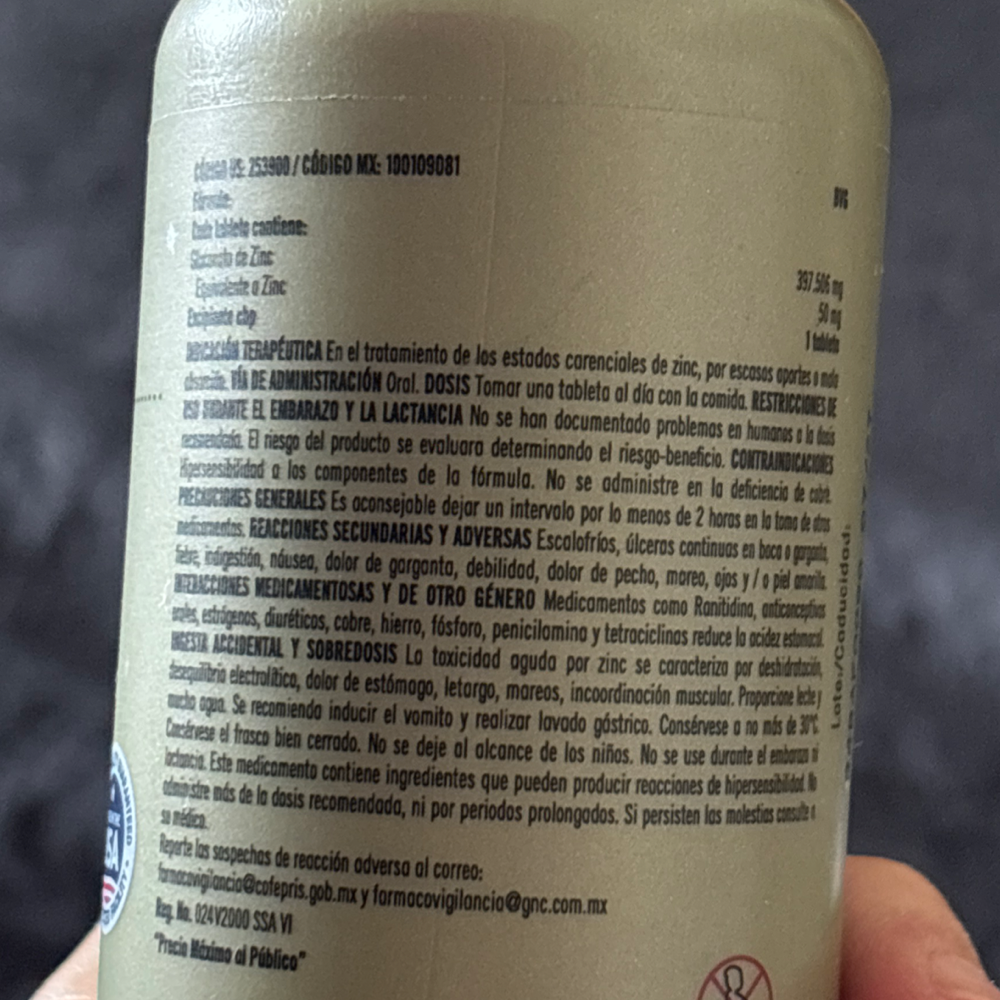 CÓDIGO US: 253900 / CÓDIGO MX: 100109081
BVG
Fórmula:
Cada tableta contiene:
Gluconato de Zinc 397.506 mg
Equivalente a Zinc 50 mg
Excipiente cbp 1 tableta
INDICACIÓN TERAPÉUTICA En el tratamiento de los estados carenciales de zinc, por escasos aportes o mala
absorción. VÍA DE ADMINISTRACIÓN Oral. DOSIS Tomar una tableta al día con la comida. RESTRICCIONES DE
USO DURANTE EL EMBARAZO Y LA LACTANCIA No se han documentado problemas en humanos a la dosis
recomendada. El riesgo del producto se evaluara determinando el riesgo-beneficio. CONTRAINDICACIONES
Hipersensibilidad a los componentes de la fórmula. No se administre en la deficiencia de cobre.
PRECAUCIONES GENERALES Es aconsejable dejar un intervalo por lo menos de 2 horas en la toma de otros
medicamentos. REACCIONES SECUNDARIAS Y ADVERSAS Escalofríos, úlceras continuas en boca o garganta,
fiebre, indigestión, náusea, dolor de garganta, debilidad, dolor de pecho, mareo, ojos y / o piel amarilla.
INTERACCIONES MEDICAMENTOSAS Y DE OTRO GÉNERO Medicamentos como Ranitidina, anticonceptivos
orales, estrógenos, diuréticos, cobre, hierro, fósforo, penicilamina y tetraciclinas reduce la acidez estomacal.
INGESTA ACCIDENTAL Y SOBREDOSIS La toxicidad aguda por zinc se caracteriza por deshidratación,
desequilibrio electrolítico, dolor de estómago, letargo, mareos, incoordinación muscular. Proporcione leche y
mucha agua. Se recomienda inducir el vomito y realizar lavado gástrico. Consérvese a no más de 30°C.
Consérvese el frasco bien cerrado. No se deje al alcance de los niños. No se use durante el embarazo ni
lactancia. Este medicamento contiene ingredientes que pueden producir reacciones de hipersensibilidad. No
administre más de la dosis recomendada, ni por periodos prolongados. Si persisten las molestias consulte a
su médico.
Reporte las sospechas de reacción adversa al correo:
farmacovigilancia@cofepris.gob.mx y farmacovigilancia@gnc.com.mx
Reg. No. 024V2000 SSA VI
"Precio Máximo al Público"
Lote:/Caducidad: